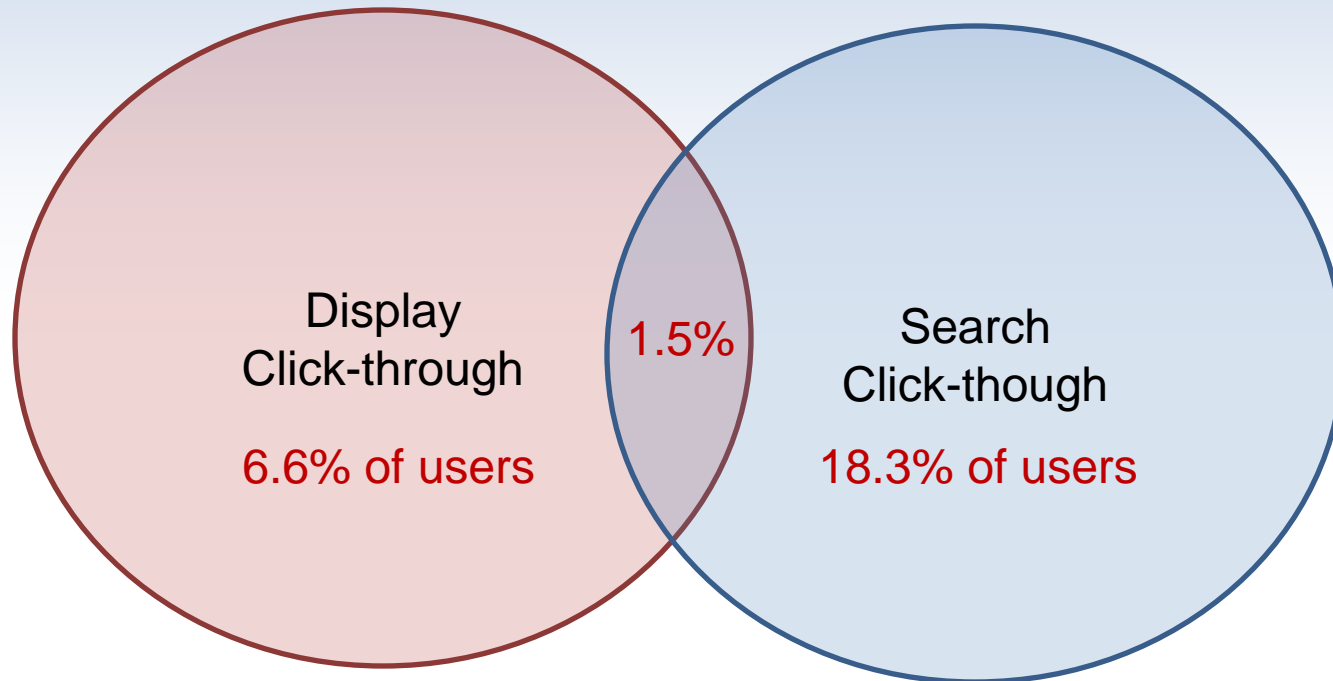 Display
Click-through
6.6% of users
1.5%
Search
Click-though
18.3% of users